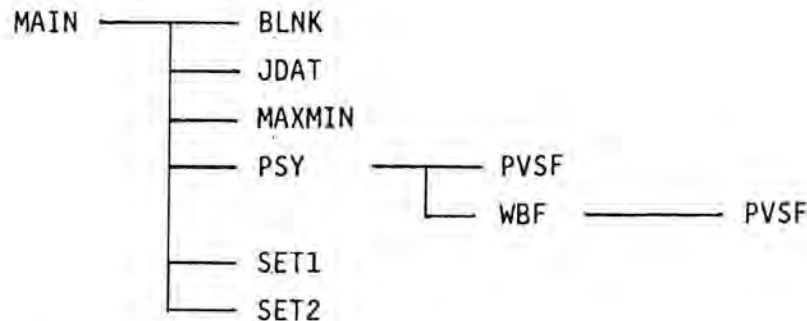 MAIN BLNK
JDAT
MAXMIN
PSY PVSF
WBF PVSF
SET1
SET2